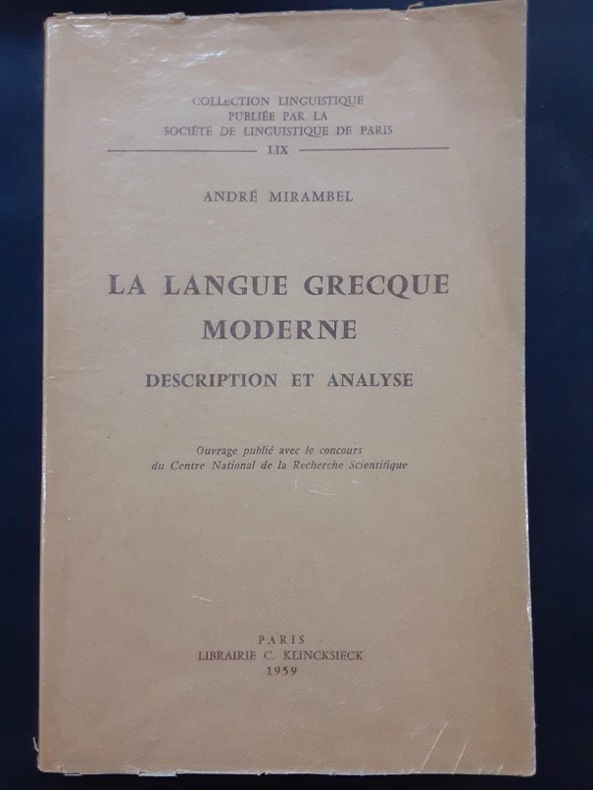 COLLECTION LINGUISTIQUE
PUBLIÉE PAR LA
SOCIÉTÉ DE LINGUISTIQUE DE PARIS
LIX
ANDRÉ MIRAMBEL
LA LANGUE GRECQUE
MODERNE
DESCRIPTION ET ANALYSE
Ouvrage publié avec le concours
du Centre National de la Recherche Scientifique
PARIS
LIBRAIRIE C. KLINCKSIECK
1959